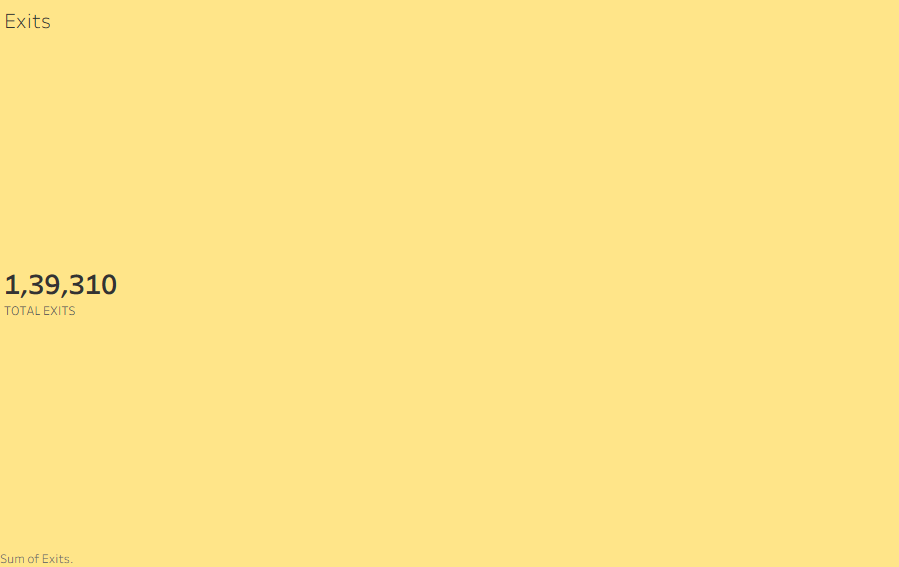 Exits
1,39,310
TOTAL EXITS
Sum of Exits.